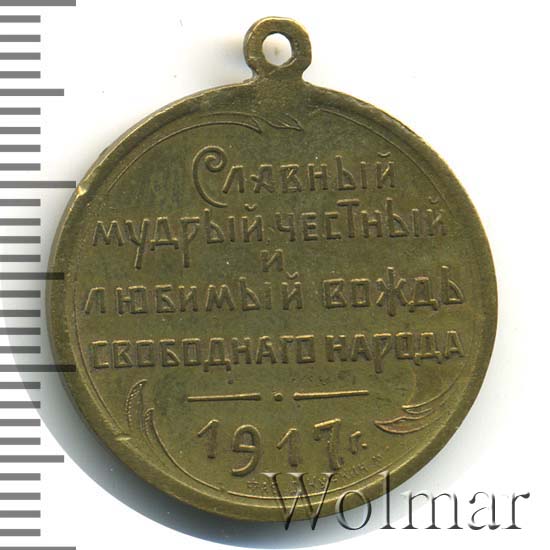 Славный
мудрый честный
и
любимый вождь
свободнаго народа
1917 г.
Wolmar